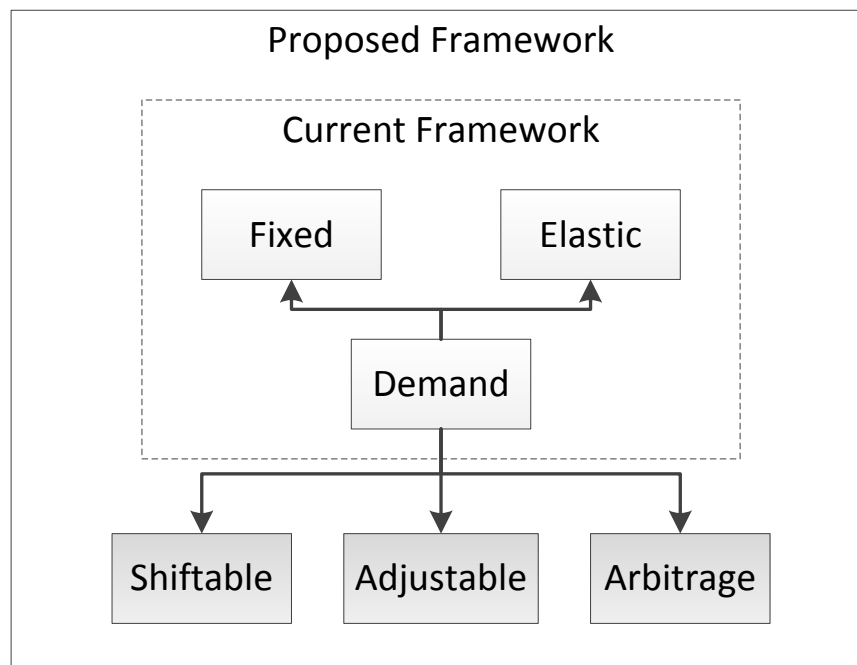 Proposed Framework
Current Framework
Fixed
Elastic
Demand
Shiftable
Adjustable
Arbitrage